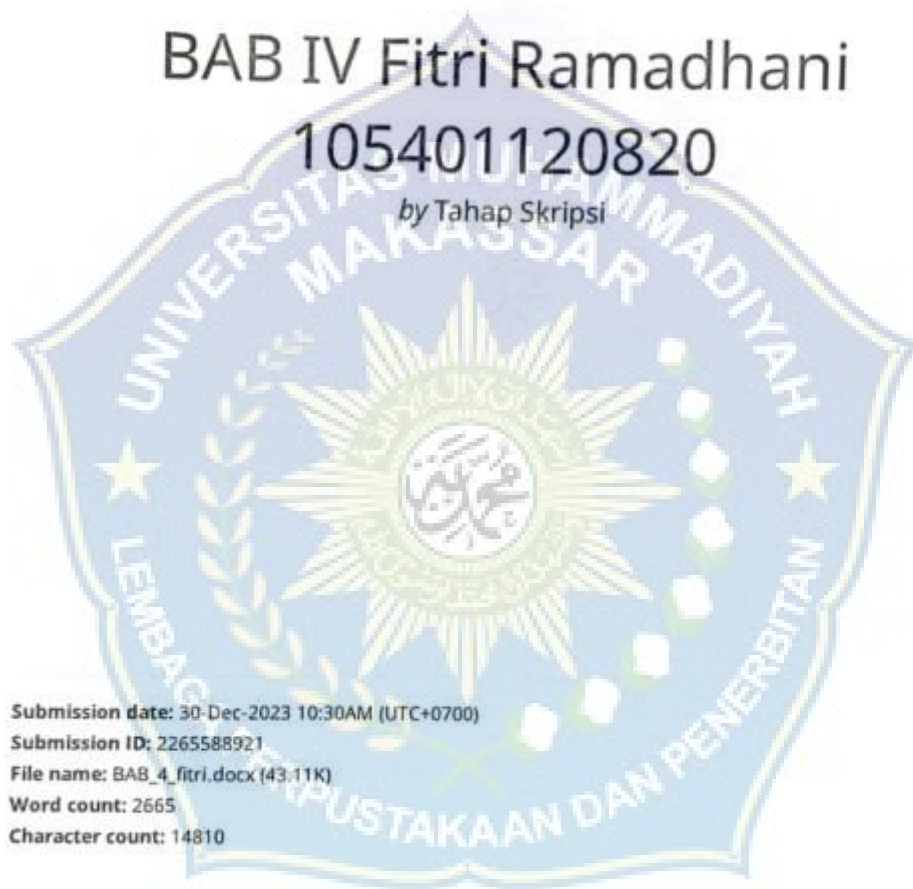 BAB IV Fitri Ramadhani
105401120820
by Tahap Skripsi
UNIVERSITAS MUHAMMADIYAH
MAKASSAR
LEMBAGA PERPUSTAKAAN DAN PENERBITAN
Submission date: 30-Dec-2023 10:30AM (UTC+0700)
Submission ID: 2265588921
File name: BAB_4_fitri.docx (43.11K)
Word count: 2665
Character count: 14810